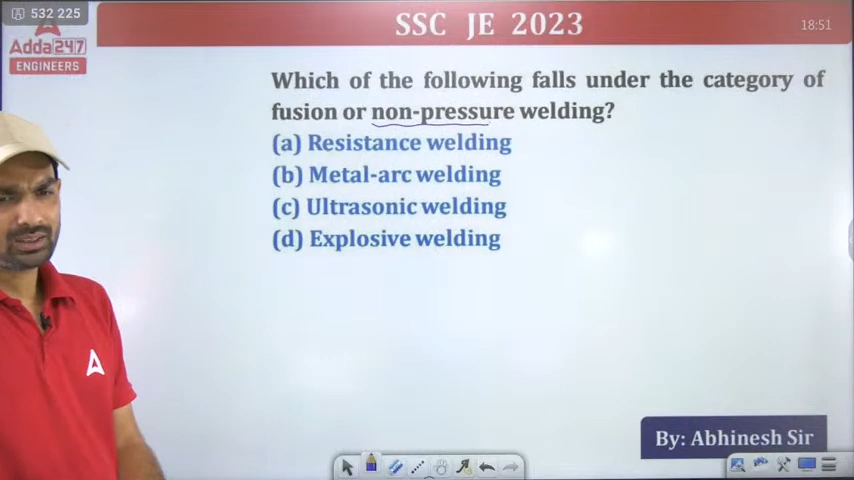 532 225
SSC JE 2023
18:51
Adda247
ENGINEERS
Which of the following falls under the category of
fusion or non-pressure welding?
(a) Resistance welding
(b) Metal-arc welding
(c) Ultrasonic welding
(d) Explosive welding
By: Abhinesh Sir